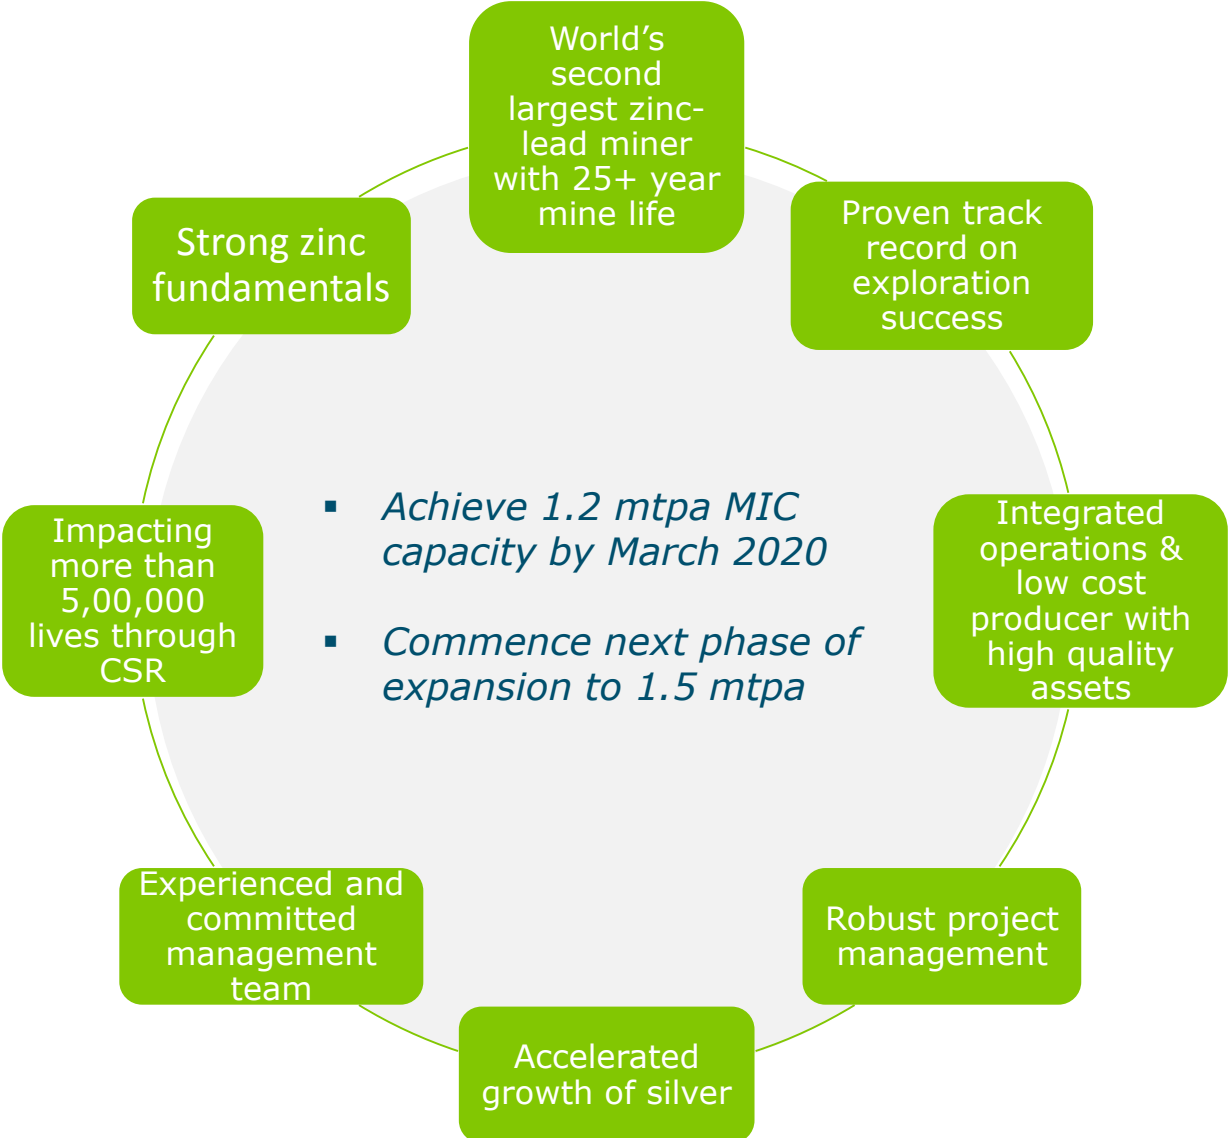 World’s
second
largest zinc-
lead miner
with 25+ year
mine life
Proven track
record on
exploration
success
Integrated
operations &
low cost
producer with
high quality
assets
Robust project
management
Accelerated
growth of silver
Experienced and
committed
management
team
Impacting
more than
5,00,000
lives through
CSR
Strong zinc
fundamentals
▪ Achieve 1.2 mtpa MIC
capacity by March 2020
▪ Commence next phase of
expansion to 1.5 mtpa